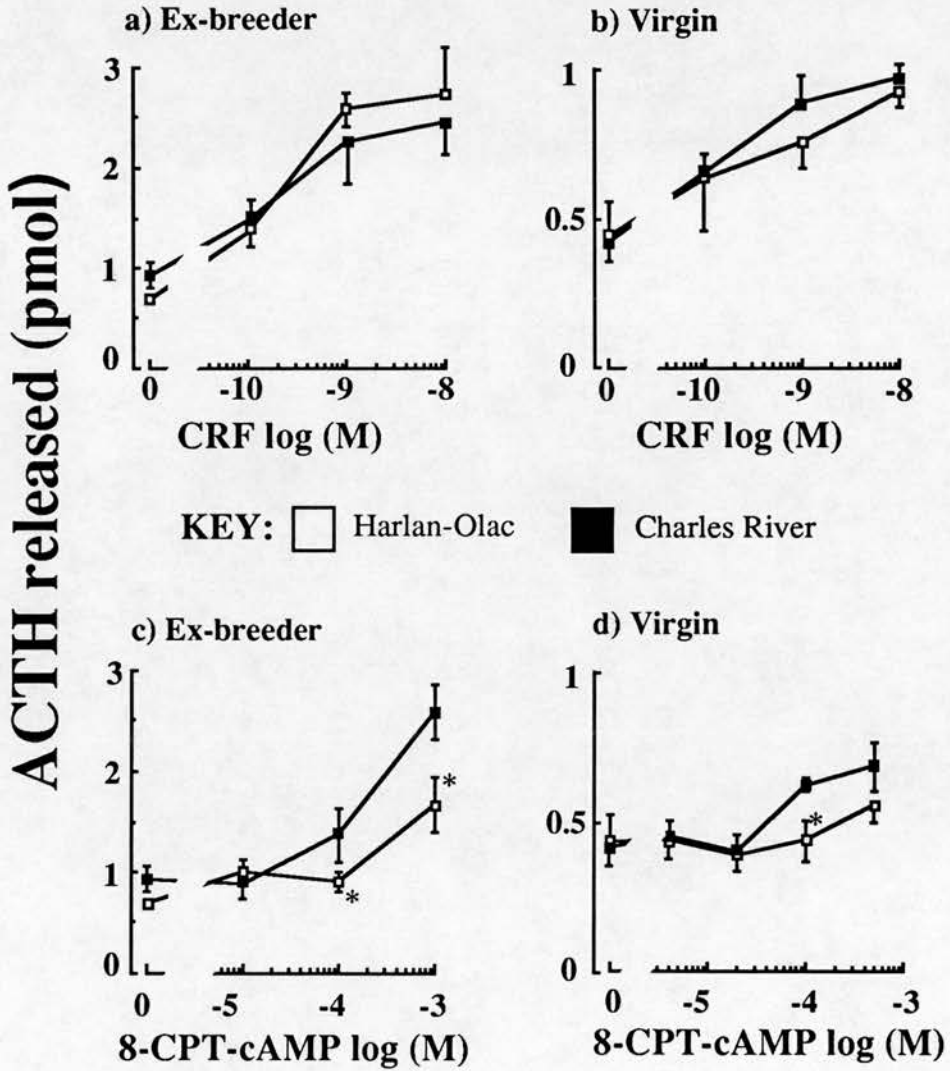 a) Ex-breeder
b) Virgin
3
2
1
0
1
0.5
0
0 -10 -9 -8
0 -10 -9 -8
CRF log (M)
CRF log (M)
ACTH released (pmol)
KEY: Harlan-Olac Charles River
c) Ex-breeder
d) Virgin
3
2
1
0
*
*
1
0.5
0
*
0 -5 -4 -3
0 -5 -4 -3
8-CPT-cAMP log (M)
8-CPT-cAMP log (M)